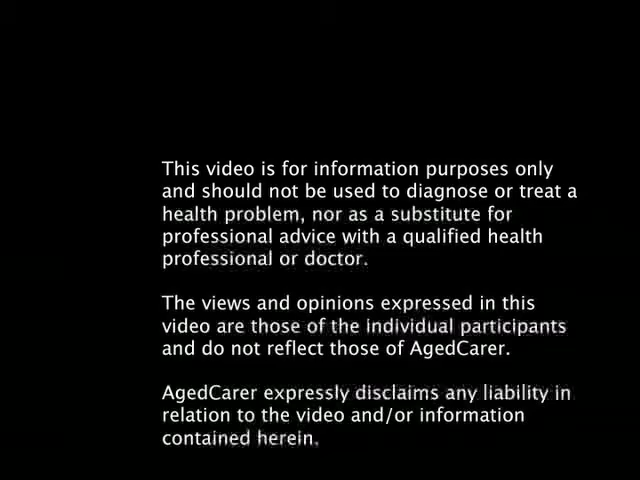 This video is for information purposes only
and should not be used to diagnose or treat a
health problem, nor as a substitute for
professional advice with a qualified health
professional or doctor.
The views and opinions expressed in this
video are those of the individual participants
and do not reflect those of AgedCarer.
AgedCarer expressly disclaims any liability in
relation to the video and/or information
contained herein.